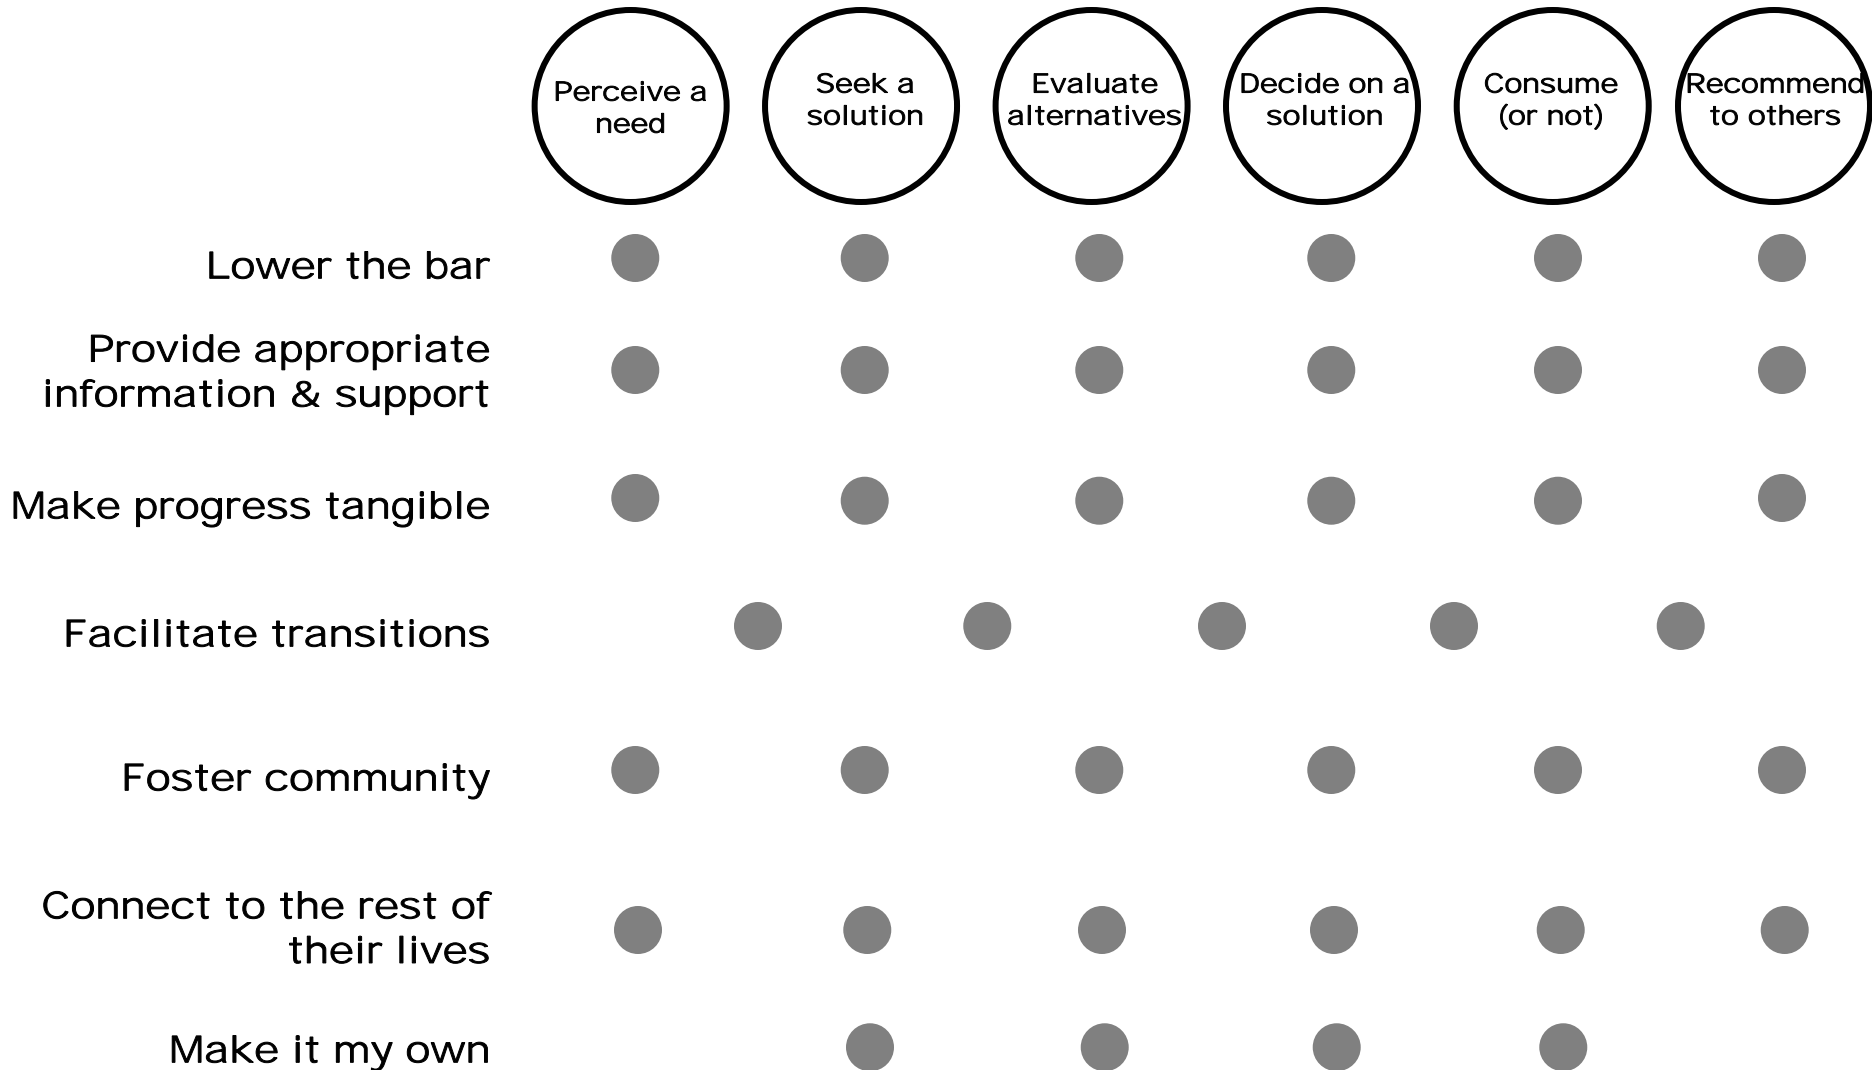 Perceive a
need
Seek a
solution
Evaluate
alternatives
Decide on a
solution
Consume
(or not)
Recommend
to others
Lower the bar
Provide appropriate
information & support
Make progress tangible
Facilitate transitions
Foster community
Connect to the rest of
their lives
Make it my own